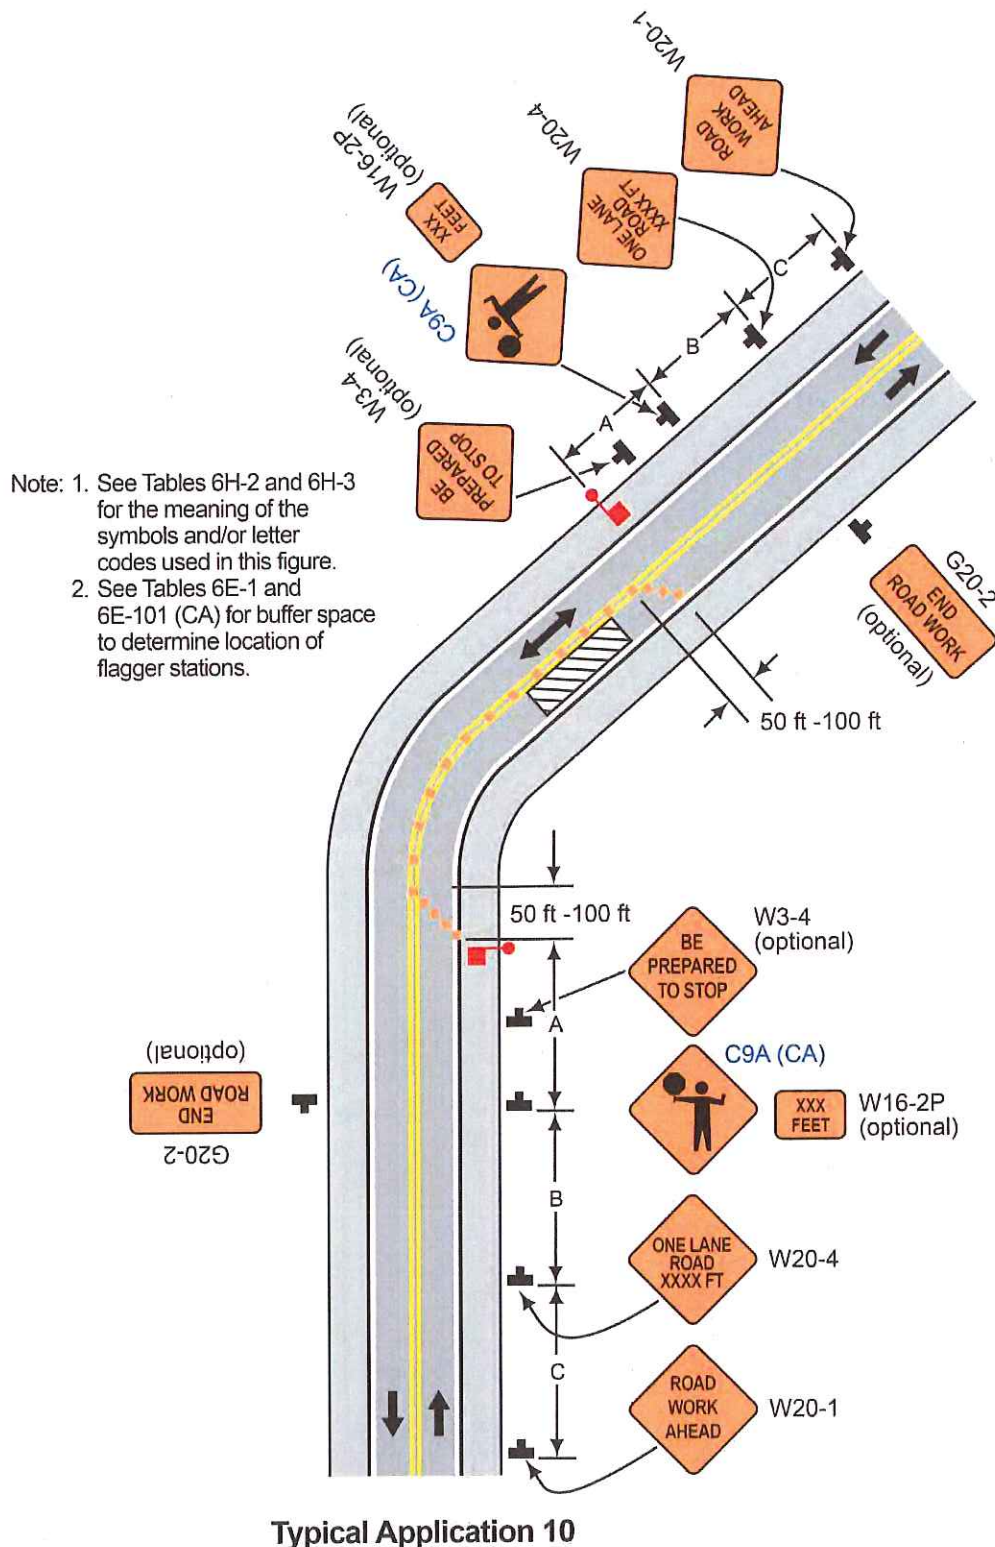 W20-1
ROAD
WORK
AHEAD
W20-4
ONE LANE
ROAD
XXXX FT
W16-2P
(optional)
XXX
FEET
C9A (CA)
W3-4
(optional)
BE
PREPARED
TO STOP
A
B
C
Note: 1. See Tables 6H-2 and 6H-3
for the meaning of the
symbols and/or letter
codes used in this figure.
2. See Tables 6E-1 and
6E-101 (CA) for buffer space
to determine location of
flagger stations.
G20-2
END
ROAD WORK
(optional)
50 ft -100 ft
50 ft -100 ft
W3-4
(optional)
BE
PREPARED
TO STOP
A
C9A (CA)
XXX
FEET
W16-2P
(optional)
G20-2
END
ROAD WORK
(optional)
B
ONE LANE
ROAD
XXXX FT
W20-4
C
ROAD
WORK
AHEAD
W20-1
Typical Application 10